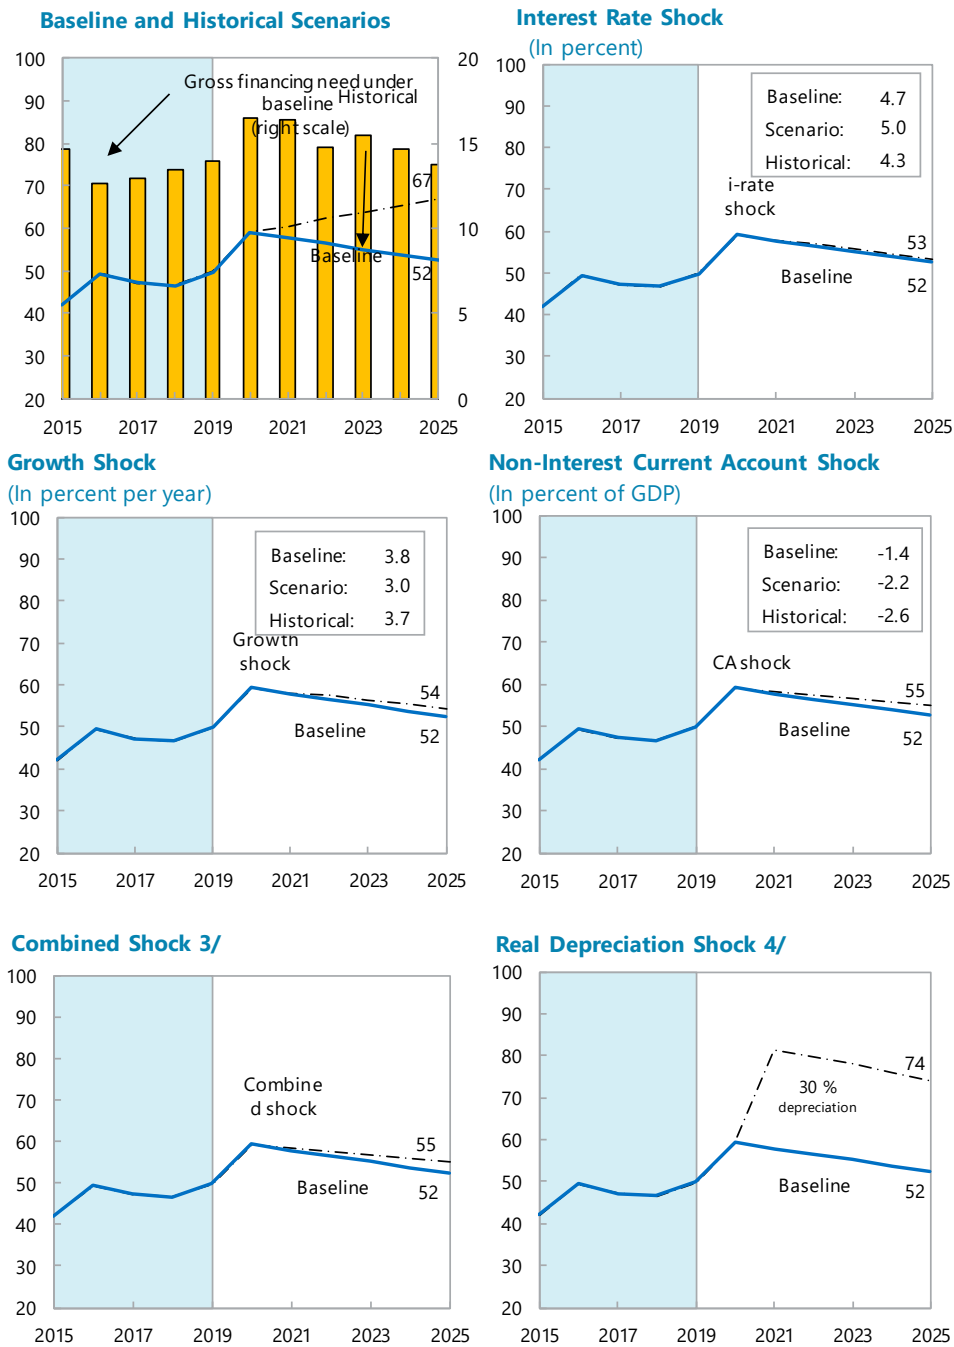 Baseline and Historical Scenarios
100
90
80
70
60
50
40
30
20
20
15
10
5
0
Gross financing need under
baseline
(right scale)
Historical
67
Baseline
52
2015 2017 2019 2021 2023 2025
Interest Rate Shock
(In percent)
100
90
80
70
60
50
40
30
20
Baseline: 4.7
Scenario: 5.0
Historical: 4.3
i-rate
shock
53
Baseline
52
2015 2017 2019 2021 2023 2025
Growth Shock
(In percent per year)
100
90
80
70
60
50
40
30
20
Baseline: 3.8
Scenario: 3.0
Historical: 3.7
Growth
shock
54
Baseline
52
2015 2017 2019 2021 2023 2025
Non-Interest Current Account Shock
(In percent of GDP)
100
90
80
70
60
50
40
30
20
Baseline: -1.4
Scenario: -2.2
Historical: -2.6
CA shock
55
Baseline
52
2015 2017 2019 2021 2023 2025
Combined Shock 3/
100
90
80
70
60
50
40
30
20
Combine
d shock
55
Baseline
52
2015 2017 2019 2021 2023 2025
Real Depreciation Shock 4/
100
90
80
70
60
50
40
30
20
74
30 %
depreciation
Baseline
52
2015 2017 2019 2021 2023 2025